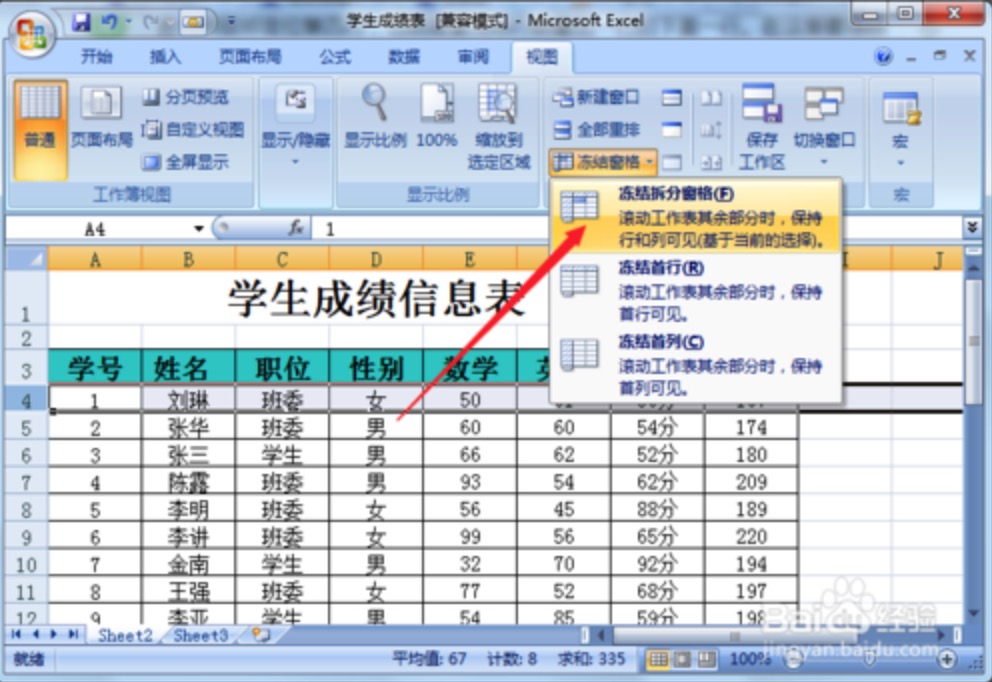 学生成绩表 [兼容模式] - Microsoft Excel
开始 插入 页面布局 公式 数据 审阅 视图
普通 页面布局 分页预览 自定义视图 全屏显示
工作簿视图
显示/隐藏
显示比例 100% 缩放到
选定区域
显示比例
新建窗口
全部重排
冻结窗格
保存
工作区
切换窗口
宏
宏
冻结拆分窗格(F)
滚动工作表其余部分时，保持
行和列可见(基于当前的选择)。
冻结首行(R)
滚动工作表其余部分时，保持
首行可见。
冻结首列(C)
滚动工作表其余部分时，保持
首列可见。
A4 fx 1
A B C D E I J
1 学生成绩信息表
2
3 学号 姓名 职位 性别 数学
4 1 刘琳 班委 女 50
5 2 张华 班委 男 60 60 54分 174
6 3 张三 学生 男 66 62 52分 180
7 4 陈露 班委 男 93 54 62分 209
8 5 李明 班委 女 56 45 88分 189
9 6 李讲 班委 女 99 56 65分 220
10 7 金南 学生 男 32 70 92分 194
11 8 王强 班委 女 77 52 68分 197
12 9 李亚 学生 男 54 85 59分 198
Sheet2 Sheet3
就绪 平均值: 67 计数: 8 求和: 335 100%
Baidu经验
jingyan.baidu.com